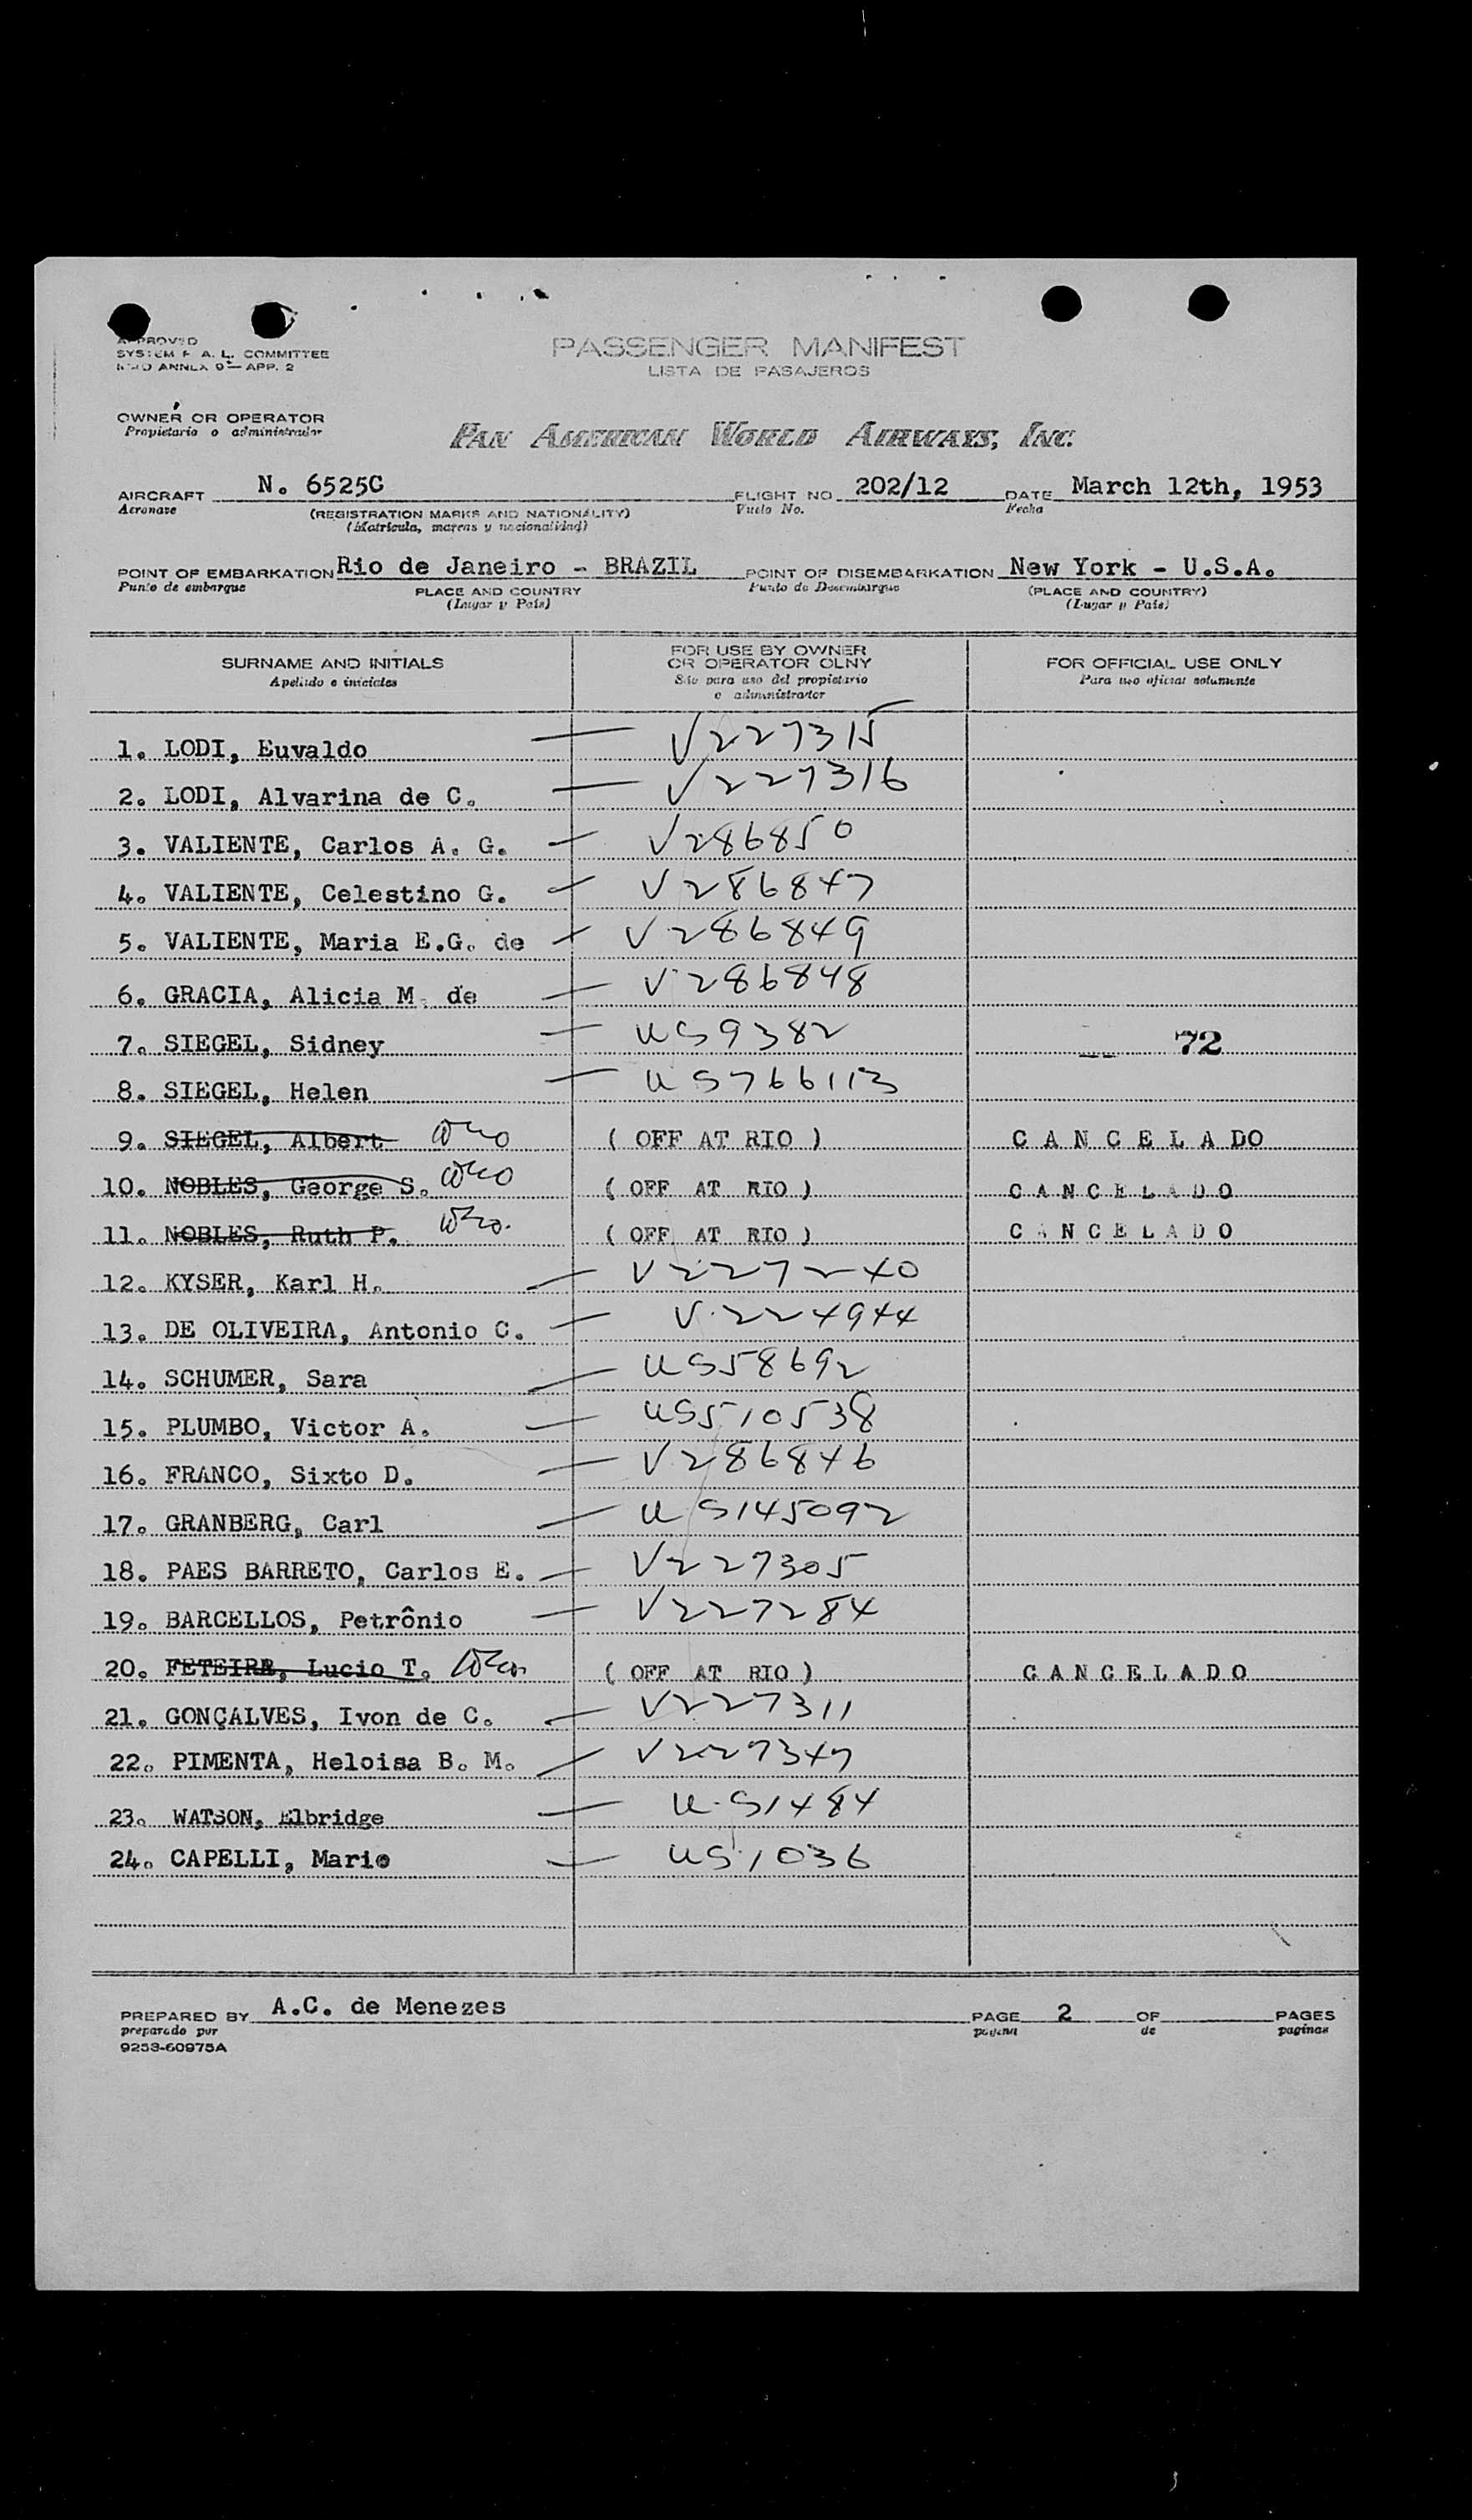 APPROVED
SYSTEM F. A. L. COMMITTEE
ANNEX 9 — APP. 2
PASSENGER MANIFEST
LISTA DE PASAJEROS
OWNER OR OPERATOR
Propietario o administrador
PAN AMERICAN WORLD AIRWAYS, INC.
AIRCRAFT N. 6525C FLIGHT NO. 202/12 DATE March 12th, 1953
Aeronave (REGISTRATION MARKS AND NATIONALITY) Vuelo No. Fecha
(Matricula, marcas y nacionalidad)
POINT OF EMBARKATION Rio de Janeiro - BRAZIL POINT OF DISEMBARKATION New York - U.S.A.
Punto de embarque PLACE AND COUNTRY Punto de Desembarque (PLACE AND COUNTRY)
(Lugar y Pais) (Lugar y Pais)
SURNAME AND INITIALS FOR USE BY OWNER OR OPERATOR OLNY FOR OFFICIAL USE ONLY
Apellido e iniciales Sólo para uso del propietario o administrador Para uso oficial solamente
1. LODI, Euvaldo — V227315
2. LODI, Alvarina de C. — V227316
3. VALIENTE, Carlos A. G. — V286850
4. VALIENTE, Celestino G. — V286847
5. VALIENTE, Maria E.G. de — V286849
6. GRACIA, Alicia M. de — V286848
7. SIEGEL, Sidney — US9382 72
8. SIEGEL, Helen — US766113
9. SIEGEL, Albert ( OFF AT RIO ) C A N C E L A DO
10. NOBLES, George S. ( OFF AT RIO ) C A N C E L A D O
11. NOBLES, Ruth P. ( OFF AT RIO ) C A N C E L A D O
12. KYSER, Karl H. — V227240
13. DE OLIVEIRA, Antonio C. — V224944
14. SCHUMER, Sara — US58692
15. PLUMBO, Victor A. — US510538
16. FRANCO, Sixto D. — V286846
17. GRANBERG, Carl — US145092
18. PAES BARRETO, Carlos E. — V227305
19. BARCELLOS, Petrônio — V227284
20. FETEIRA, Lucio T. ( OFF AT RIO ) C A N C E L A D O
21. GONÇALVES, Ivon de C. — V227311
22. PIMENTA, Heloisa B. M. — V227347
23. WATSON, Elbridge — US1484
24. CAPELLI, Mario — US1036
PREPARED BY A.C. de Menezes PAGE 2 OF PAGES
preparado por pagina de paginas
9253-60975A